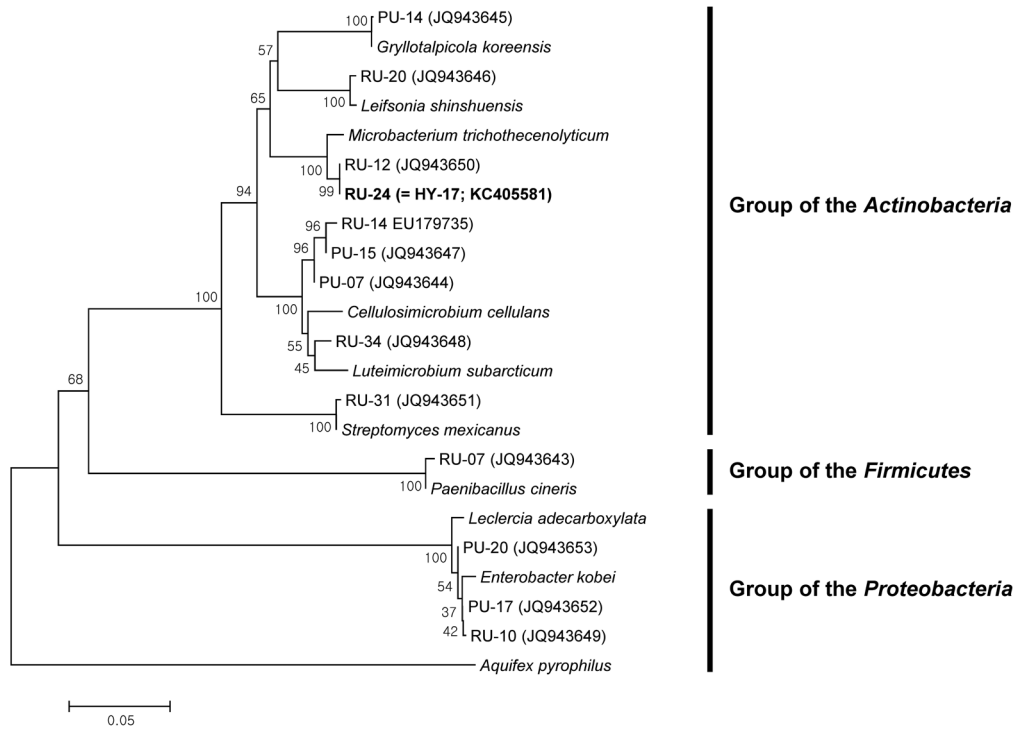 100
PU-14 (JQ943645)
Gryllotalpicola koreensis
57
RU-20 (JQ943646)
100
Leifsonia shinshuensis
65
Microbacterium trichothecenolyticum
100
RU-12 (JQ943650)
99
RU-24 (= HY-17; KC405581)
94
Group of the Actinobacteria
96
RU-14 EU179735)
96
PU-15 (JQ943647)
PU-07 (JQ943644)
100
Cellulosimicrobium cellulans
55
RU-34 (JQ943648)
45
Luteimicrobium subarcticum
100
RU-31 (JQ943651)
100
Streptomyces mexicanus
68
RU-07 (JQ943643)
100
Paenibacillus cineris
Group of the Firmicutes
Leclercia adecarboxylata
100
PU-20 (JQ943653)
54
Enterobacter kobei
37
PU-17 (JQ943652)
42
RU-10 (JQ943649)
Group of the Proteobacteria
Aquifex pyrophilus
0.05